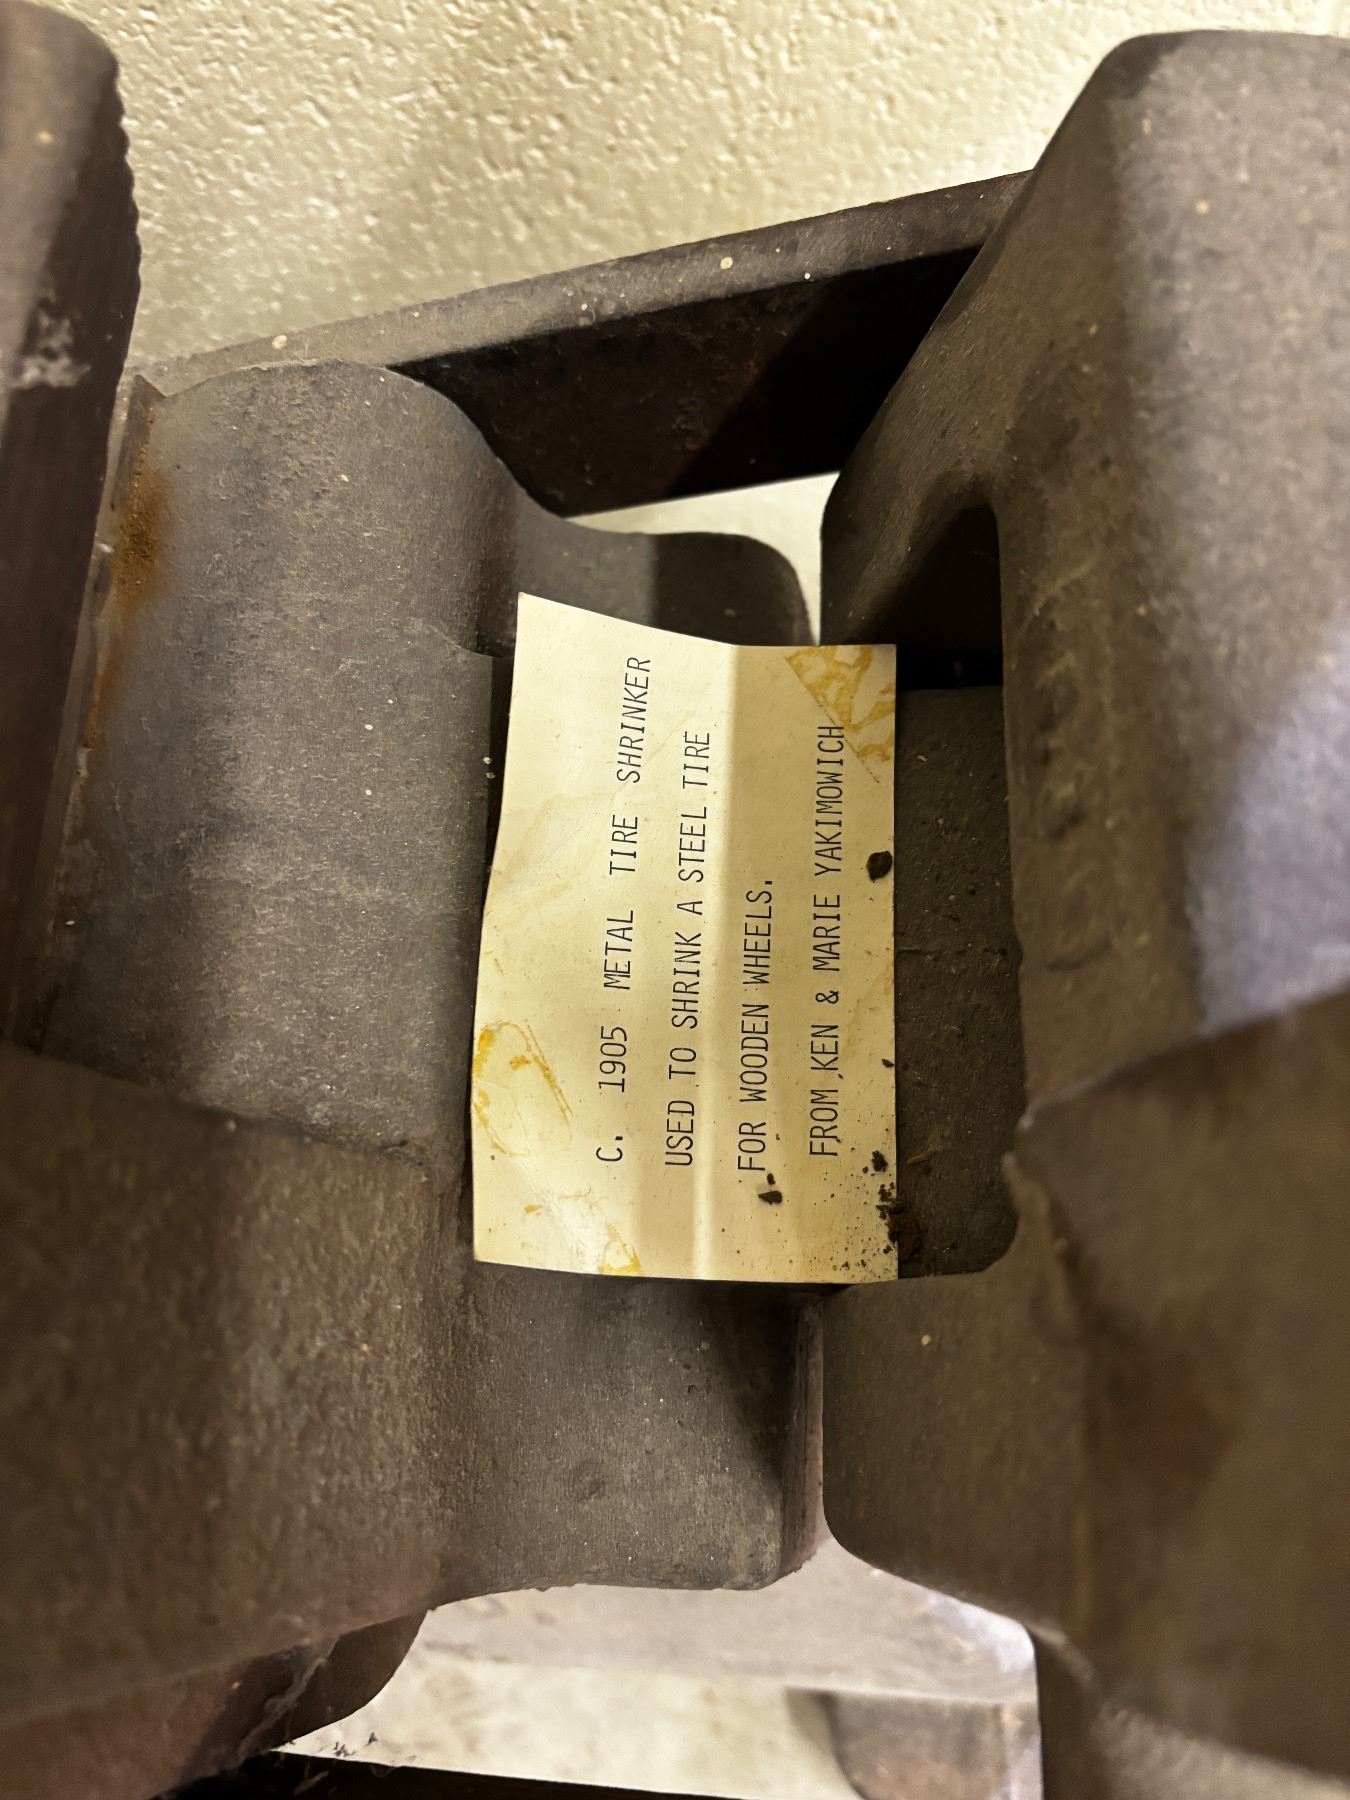 C. 1905 METAL TIRE SHRINKER
USED TO SHRINK A STEEL TIRE
FOR WOODEN WHEELS.
FROM KEN & MARIE YAKIMOWICH